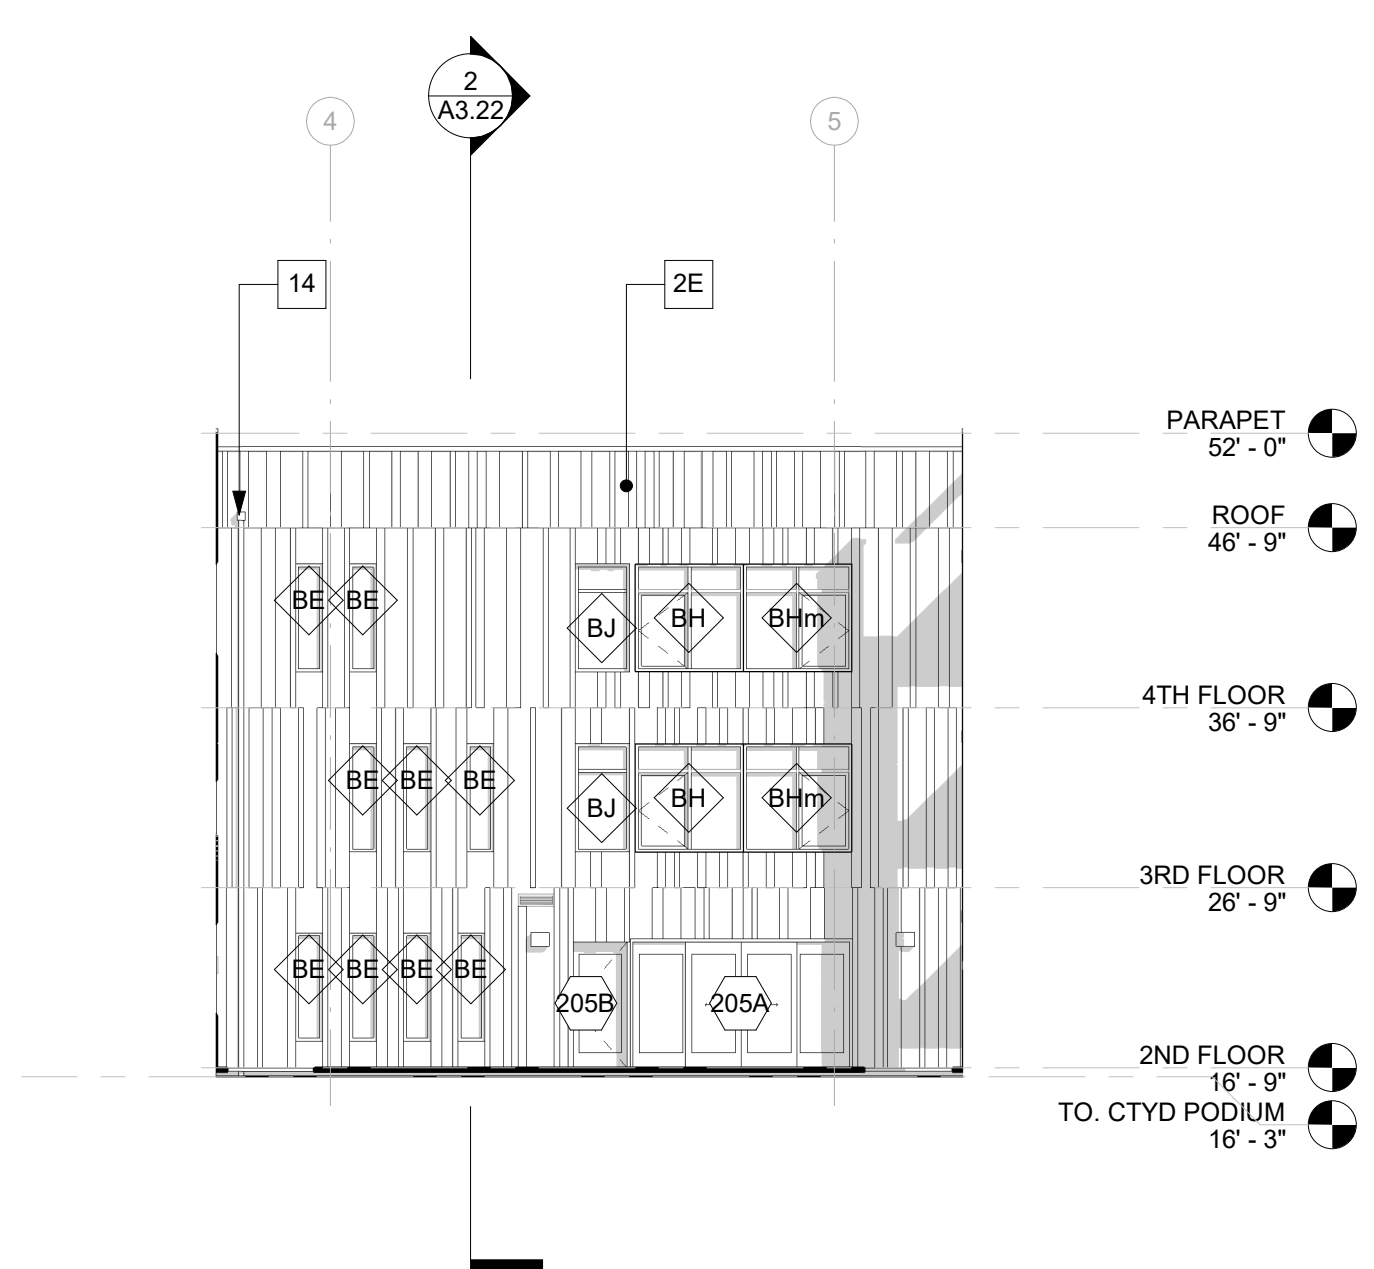 2
A3.22
4
5
14
2E
PARAPET
52' - 0"
ROOF
46' - 9"
BE BE BJ BH BHm
4TH FLOOR
36' - 9"
BE BE BE BJ BH BHm
3RD FLOOR
26' - 9"
BE BE BE BE 205B 205A
2ND FLOOR
16' - 9"
TO. CTYD PODIUM
16' - 3"